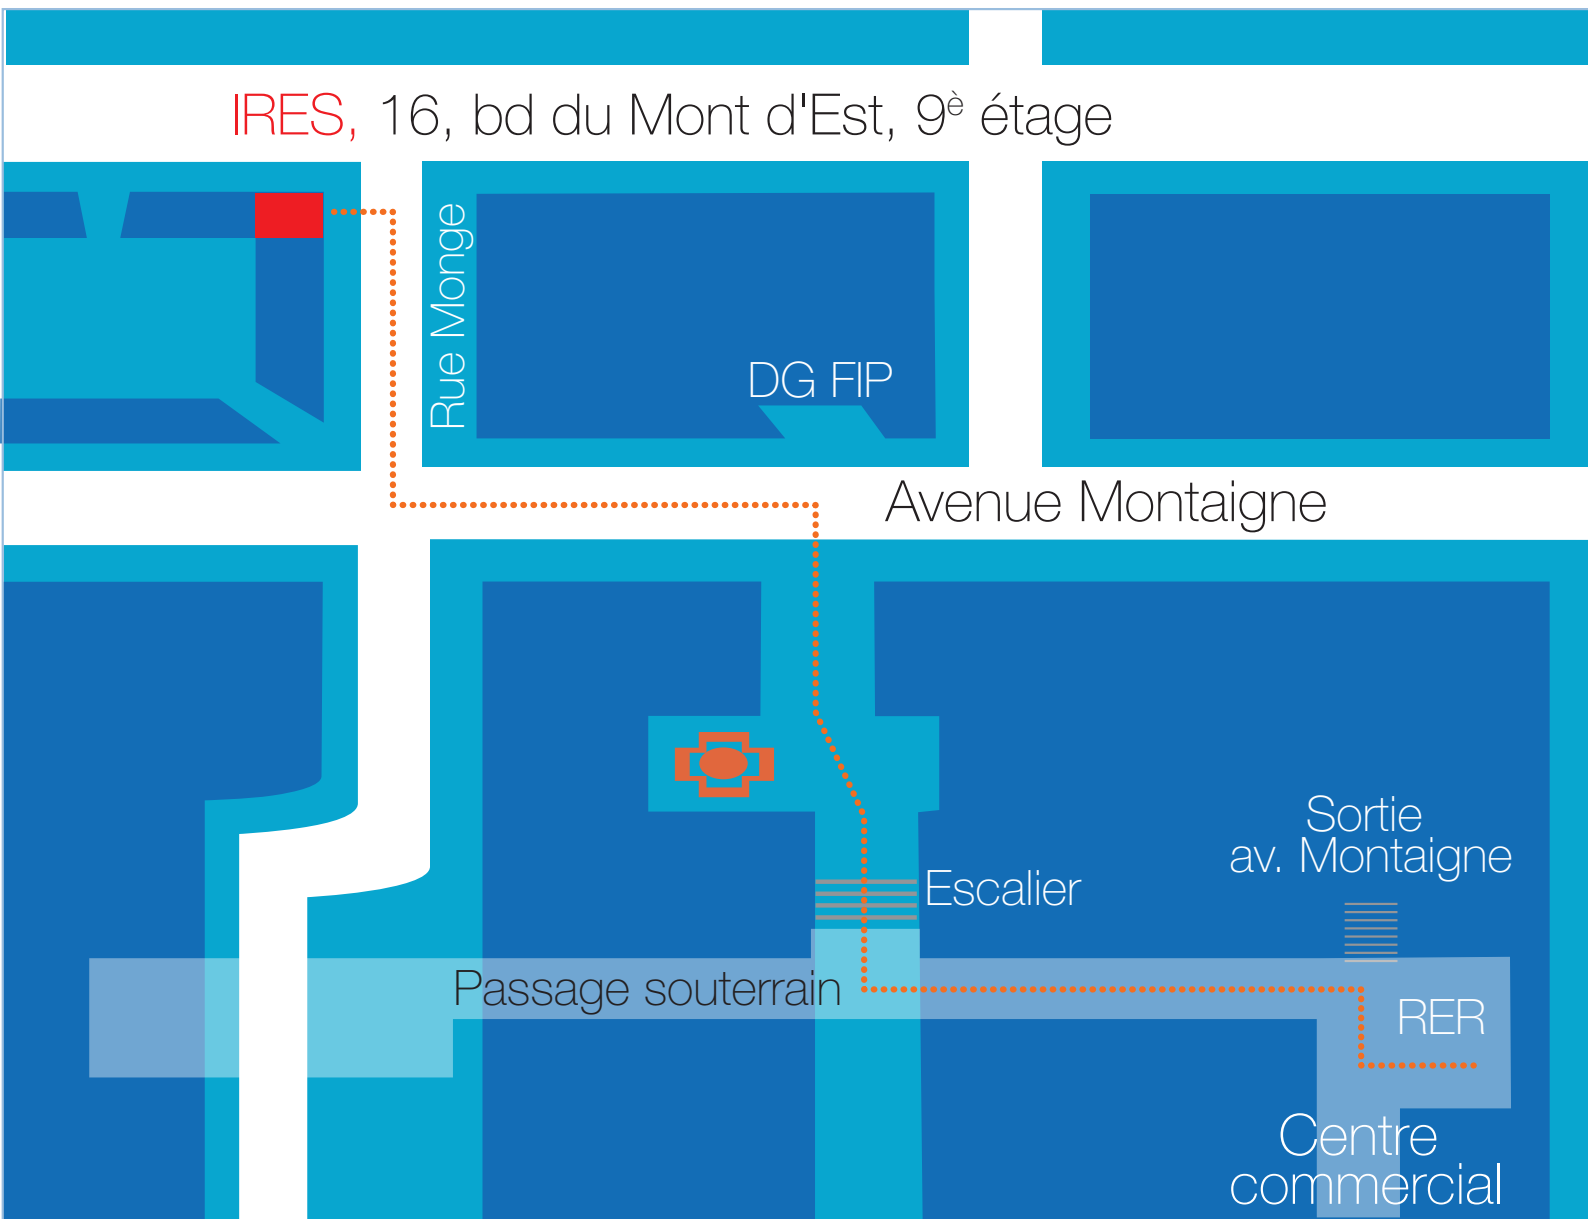 IRES, 16, bd du Mont d'Est, 9è étage
Rue Monge
DG FIP
Avenue Montaigne
Sortie
av. Montaigne
Escalier
Passage souterrain
RER
Centre
commercial